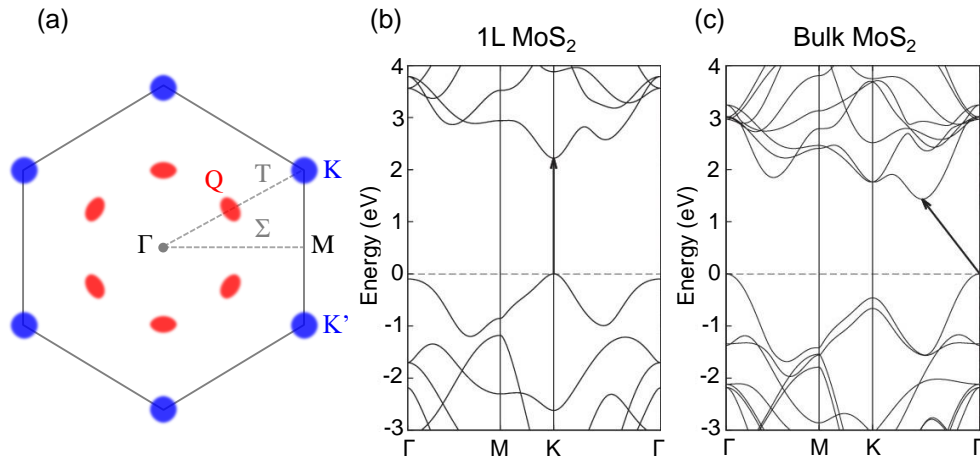 (a)
K
Q
T
Σ
Γ
M
K’
(b)
1L MoS₂
Energy (eV)
4
3
2
1
0
-1
-2
-3
Γ
M
K
Γ
(c)
Bulk MoS₂
Energy (eV)
4
3
2
1
0
-1
-2
-3
Γ
M
K
Γ